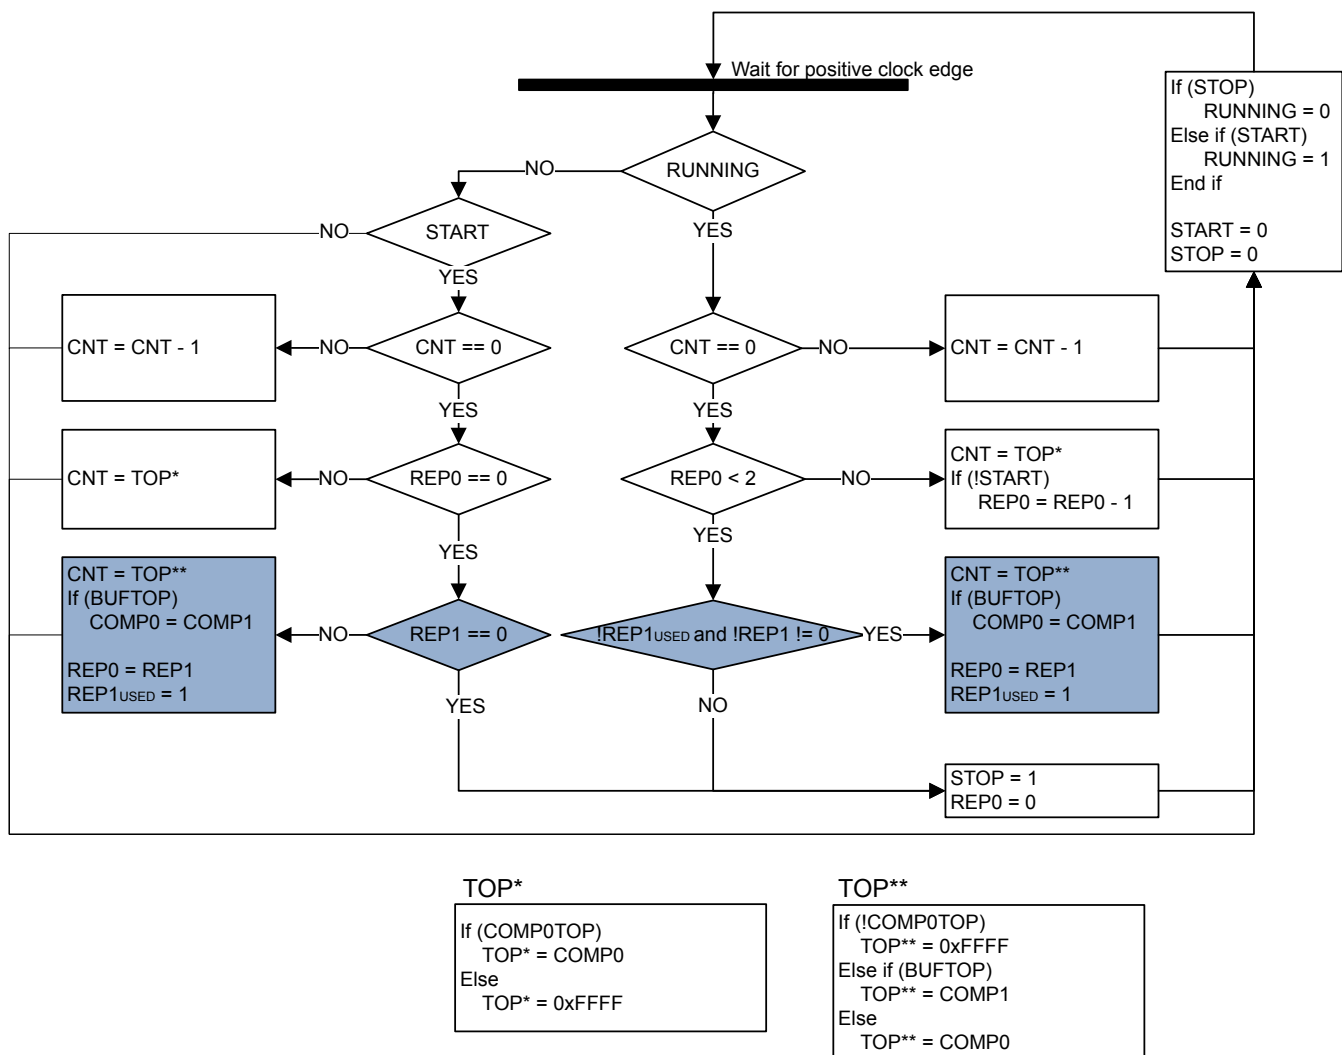 Wait for positive clock edge
If (STOP)
RUNNING = 0
Else if (START)
RUNNING = 1
End if
START = 0
STOP = 0
RUNNING
NO
YES
START
NO
YES
CNT = CNT - 1
NO
CNT == 0
YES
CNT == 0
NO
YES
CNT = CNT - 1
CNT = TOP*
NO
REP0 == 0
YES
REP0 < 2
NO
YES
CNT = TOP*
If (!START)
REP0 = REP0 - 1
CNT = TOP**
If (BUFTOP)
COMP0 = COMP1
REP0 = REP1
REP1USED = 1
NO
REP1 == 0
YES
!REP1USED and !REP1 != 0
YES
NO
CNT = TOP**
If (BUFTOP)
COMP0 = COMP1
REP0 = REP1
REP1USED = 1
STOP = 1
REP0 = 0
TOP*
If (COMP0TOP)
TOP* = COMP0
Else
TOP* = 0xFFFF
TOP**
If (!COMP0TOP)
TOP** = 0xFFFF
Else if (BUFTOP)
TOP** = COMP1
Else
TOP** = COMP0